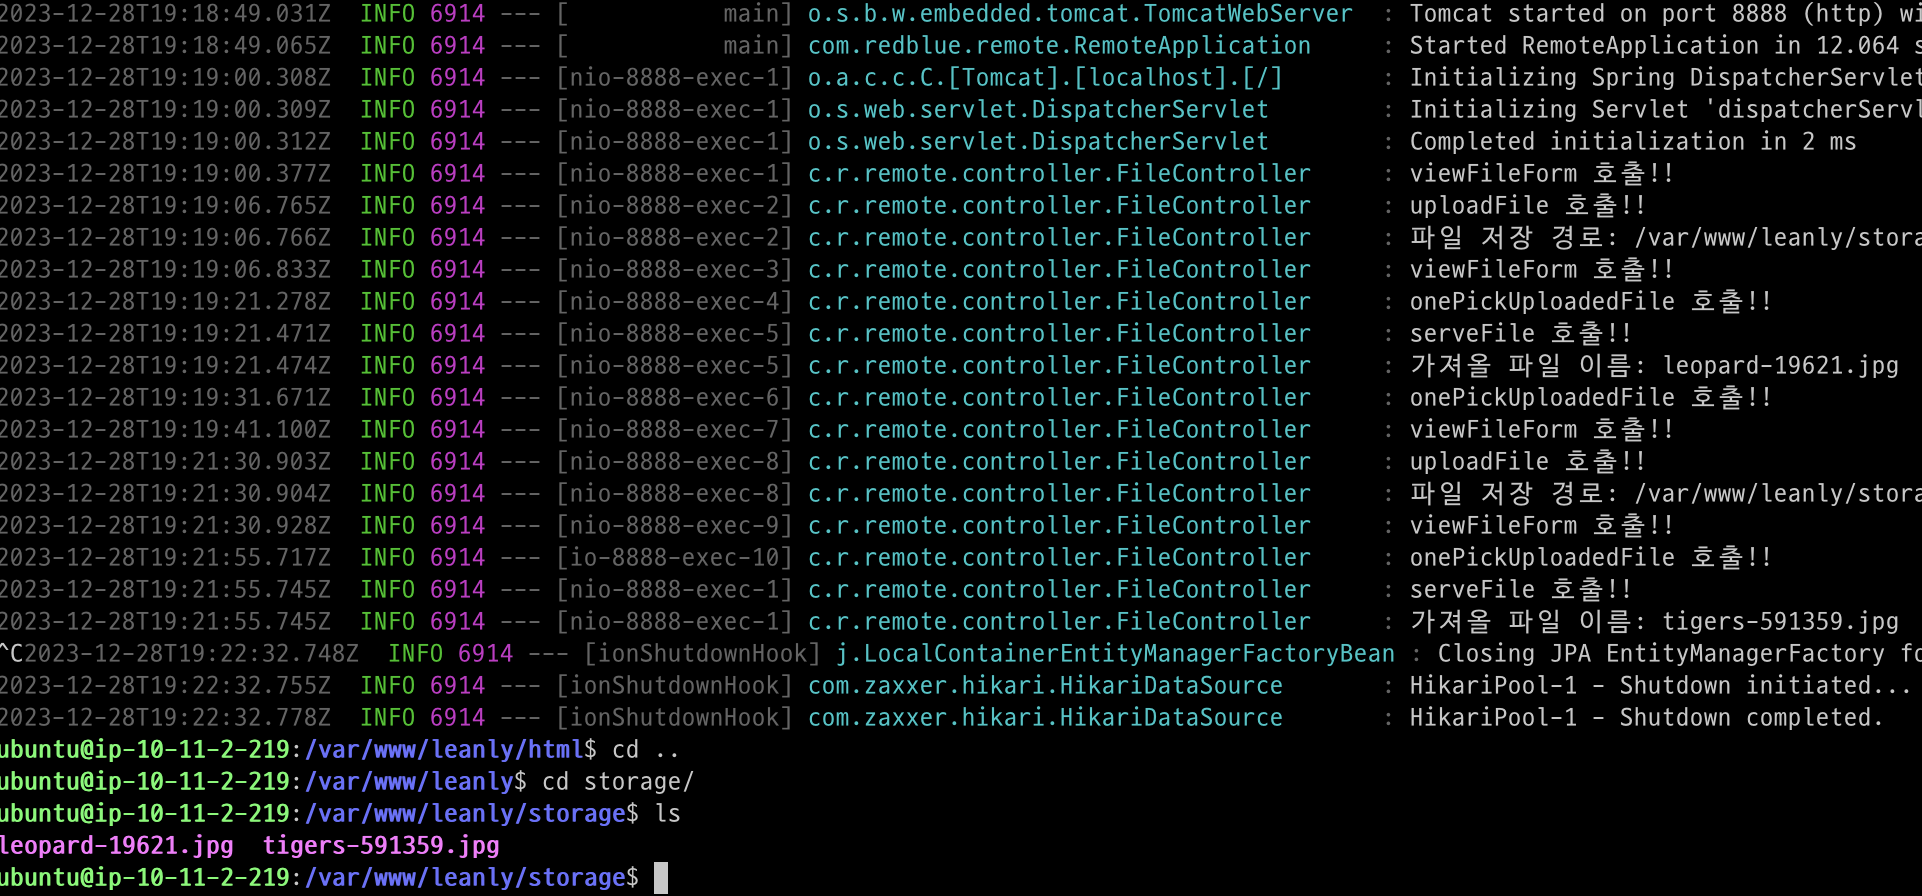 2023-12-28T19:18:49.031Z  INFO 6914 --- [           main] o.s.b.w.embedded.tomcat.TomcatWebServer  : Tomcat started on port 8888 (http) wi
2023-12-28T19:18:49.065Z  INFO 6914 --- [           main] com.redblue.remote.RemoteApplication     : Started RemoteApplication in 12.064 s
2023-12-28T19:19:00.308Z  INFO 6914 --- [nio-8888-exec-1] o.a.c.c.C.[Tomcat].[localhost].[/]       : Initializing Spring DispatcherServlet
2023-12-28T19:19:00.309Z  INFO 6914 --- [nio-8888-exec-1] o.s.web.servlet.DispatcherServlet        : Initializing Servlet 'dispatcherServl
2023-12-28T19:19:00.312Z  INFO 6914 --- [nio-8888-exec-1] o.s.web.servlet.DispatcherServlet        : Completed initialization in 2 ms
2023-12-28T19:19:00.377Z  INFO 6914 --- [nio-8888-exec-1] c.r.remote.controller.FileController     : viewFileForm 호출!!
2023-12-28T19:19:06.765Z  INFO 6914 --- [nio-8888-exec-2] c.r.remote.controller.FileController     : uploadFile 호출!!
2023-12-28T19:19:06.766Z  INFO 6914 --- [nio-8888-exec-2] c.r.remote.controller.FileController     : 파일 저장 경로: /var/www/leanly/stora
2023-12-28T19:19:06.833Z  INFO 6914 --- [nio-8888-exec-3] c.r.remote.controller.FileController     : viewFileForm 호출!!
2023-12-28T19:19:21.278Z  INFO 6914 --- [nio-8888-exec-4] c.r.remote.controller.FileController     : onePickUploadedFile 호출!!
2023-12-28T19:19:21.471Z  INFO 6914 --- [nio-8888-exec-5] c.r.remote.controller.FileController     : serveFile 호출!!
2023-12-28T19:19:21.474Z  INFO 6914 --- [nio-8888-exec-5] c.r.remote.controller.FileController     : 가져올 파일 이름: leopard-19621.jpg
2023-12-28T19:19:31.671Z  INFO 6914 --- [nio-8888-exec-6] c.r.remote.controller.FileController     : onePickUploadedFile 호출!!
2023-12-28T19:19:41.100Z  INFO 6914 --- [nio-8888-exec-7] c.r.remote.controller.FileController     : viewFileForm 호출!!
2023-12-28T19:21:30.903Z  INFO 6914 --- [nio-8888-exec-8] c.r.remote.controller.FileController     : uploadFile 호출!!
2023-12-28T19:21:30.904Z  INFO 6914 --- [nio-8888-exec-8] c.r.remote.controller.FileController     : 파일 저장 경로: /var/www/leanly/stora
2023-12-28T19:21:30.928Z  INFO 6914 --- [nio-8888-exec-9] c.r.remote.controller.FileController     : viewFileForm 호출!!
2023-12-28T19:21:55.717Z  INFO 6914 --- [io-8888-exec-10] c.r.remote.controller.FileController     : onePickUploadedFile 호출!!
2023-12-28T19:21:55.745Z  INFO 6914 --- [nio-8888-exec-1] c.r.remote.controller.FileController     : serveFile 호출!!
2023-12-28T19:21:55.745Z  INFO 6914 --- [nio-8888-exec-1] c.r.remote.controller.FileController     : 가져올 파일 이름: tigers-591359.jpg
^C2023-12-28T19:22:32.748Z  INFO 6914 --- [ionShutdownHook] j.LocalContainerEntityManagerFactoryBean : Closing JPA EntityManagerFactory fo
2023-12-28T19:22:32.755Z  INFO 6914 --- [ionShutdownHook] com.zaxxer.hikari.HikariDataSource       : HikariPool-1 - Shutdown initiated...
2023-12-28T19:22:32.778Z  INFO 6914 --- [ionShutdownHook] com.zaxxer.hikari.HikariDataSource       : HikariPool-1 - Shutdown completed.
ubuntu@ip-10-11-2-219:/var/www/leanly/html$ cd ..
ubuntu@ip-10-11-2-219:/var/www/leanly$ cd storage/
ubuntu@ip-10-11-2-219:/var/www/leanly/storage$ ls
leopard-19621.jpg  tigers-591359.jpg
ubuntu@ip-10-11-2-219:/var/www/leanly/storage$